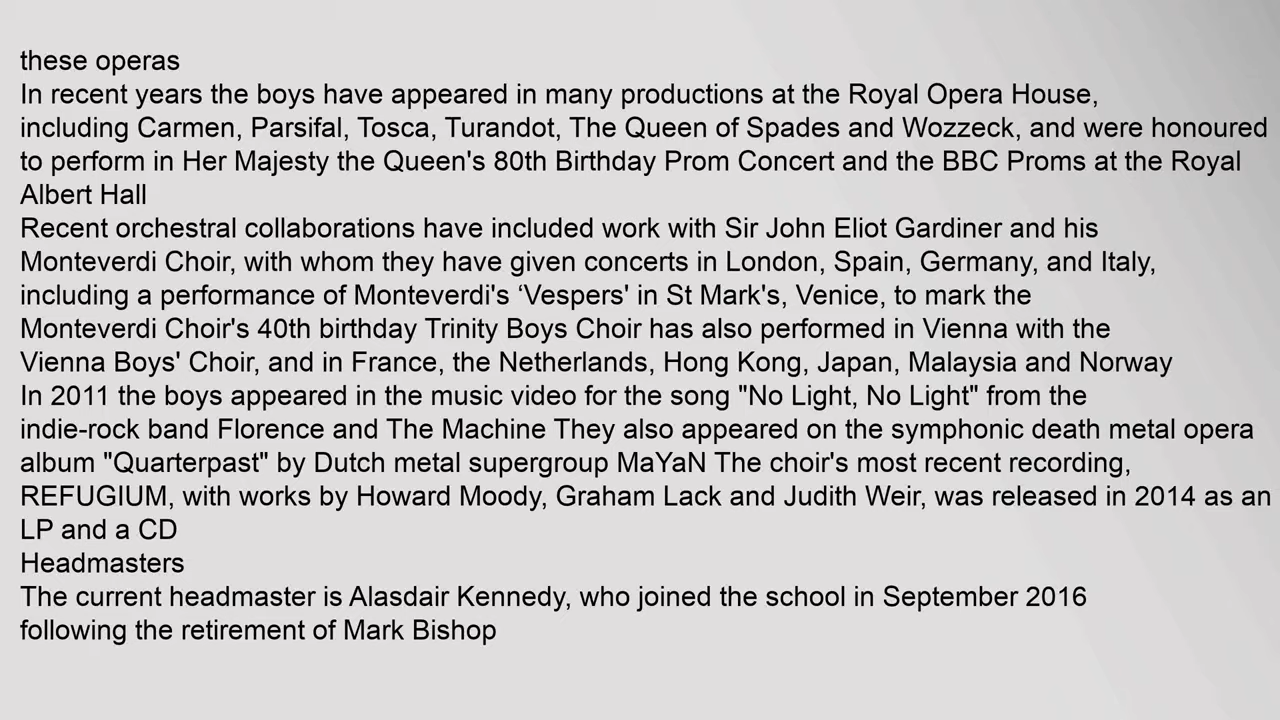 these operas
In recent years the boys have appeared in many productions at the Royal Opera House,
including Carmen, Parsifal, Tosca, Turandot, The Queen of Spades and Wozzeck, and were honoured
to perform in Her Majesty the Queen's 80th Birthday Prom Concert and the BBC Proms at the Royal
Albert Hall
Recent orchestral collaborations have included work with Sir John Eliot Gardiner and his
Monteverdi Choir, with whom they have given concerts in London, Spain, Germany, and Italy,
including a performance of Monteverdi's ‘Vespers' in St Mark's, Venice, to mark the
Monteverdi Choir's 40th birthday Trinity Boys Choir has also performed in Vienna with the
Vienna Boys' Choir, and in France, the Netherlands, Hong Kong, Japan, Malaysia and Norway
In 2011 the boys appeared in the music video for the song "No Light, No Light" from the
indie-rock band Florence and The Machine They also appeared on the symphonic death metal opera
album "Quarterpast" by Dutch metal supergroup MaYaN The choir's most recent recording,
REFUGIUM, with works by Howard Moody, Graham Lack and Judith Weir, was released in 2014 as an
LP and a CD
Headmasters
The current headmaster is Alasdair Kennedy, who joined the school in September 2016
following the retirement of Mark Bishop